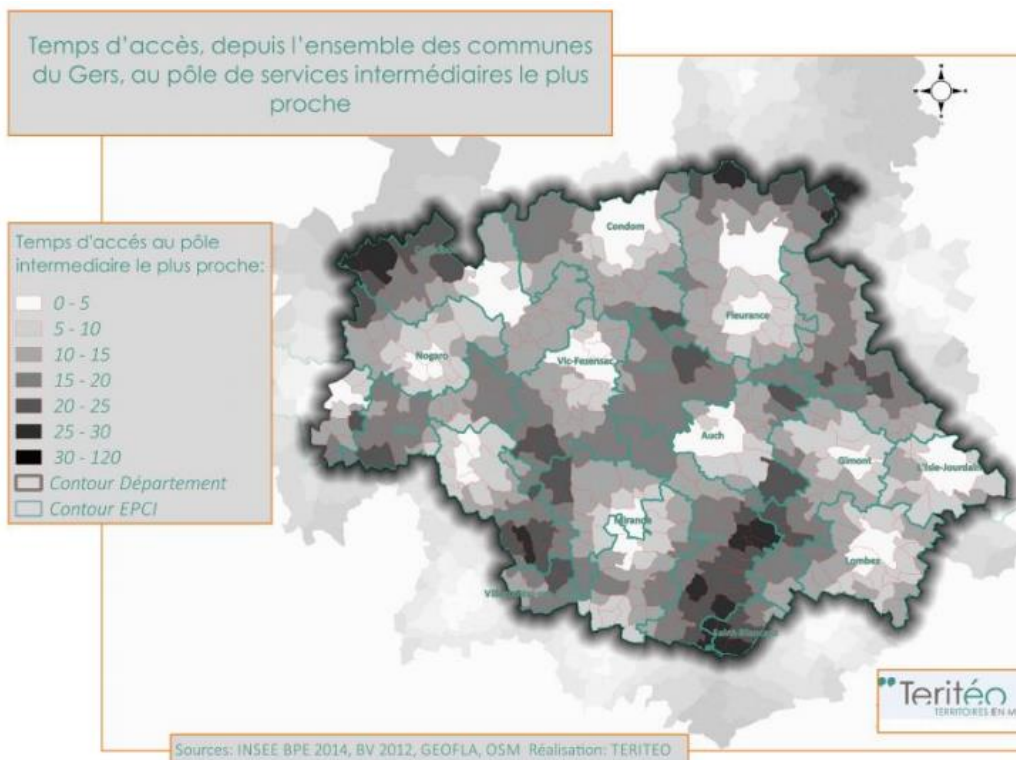 Temps d'accès, depuis l'ensemble des communes
du Gers, au pôle de services intermédiaires le plus
proche
Temps d'accés au pôle
intermediaire le plus proche:
0 - 5
5 - 10
10 - 15
15 - 20
20 - 25
25 - 30
30 - 120
Contour Département
Contour EPCI
Condom
Fleurance
Nogaro
Vic-Fezensac
Auch
Gimont
L'Isle-Jourdain
Mirande
Lombez
Teritéo
TERRITOIRES EN M
Sources: INSEE BPE 2014, BV 2012, GEOFLA, OSM Réalisation: TERITEO